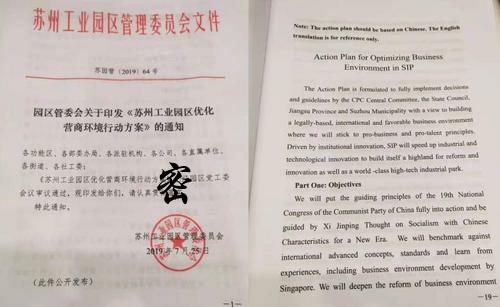 苏州工业园区管理委员会文件
苏园管〔2019〕64号
园区管委会关于印发《苏州工业园区优化
营商环境行动方案》的通知
各功能区、各部委办局、各派驻机构、各公司、各直属单位、
各街道、各社工委：
《苏州工业园区优化营商环境行动方
园区党工委
会议审议通过，现印发给你们，请认真
特此通知。
密
苏州工业园区管理委员会
2019年7月25日
（此件公开发布）
—1—
Note: The action plan should be based on Chinese. The English
translation is for reference only.
Action Plan for Optimizing Business
Environment in SIP
The Action Plan is formulated to fully implement decisions
and guidelines by the CPC Central Committee, the State Council,
Jiangsu Province and Suzhou Municipality with a view to building
a legally-based, international and favorable business environment
where we will stick to pro-business and pro-talent principles.
Driven by institutional innovation, SIP will speed up industrial and
technological innovation to build itself a highland for reform and
innovation as well as a world -class high-tech industrial park.
Part One: Objectives
We will put the guiding principles of the 19th National
Congress of the Communist Party of China fully into action and be
guided by Xi Jinping Thought on Socialism with Chinese
Characteristics for a New Era. We will benchmark against
international advanced concepts, standards and learn from
experiences, including business environment development by
Singapore. We will deepen the reform of business environment
—19—